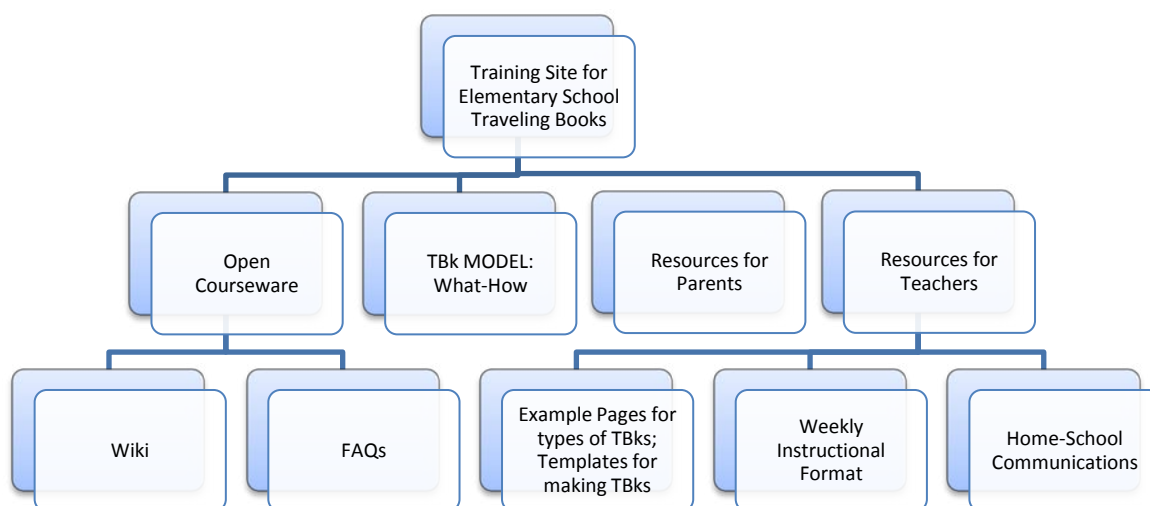 Training Site for
Elementary School
Traveling Books
Open
Courseware
TBk MODEL:
What-How
Resources for
Parents
Resources for
Teachers
Wiki
FAQs
Example Pages for
types of TBks;
Templates for
making TBks
Weekly
Instructional
Format
Home-School
Communications